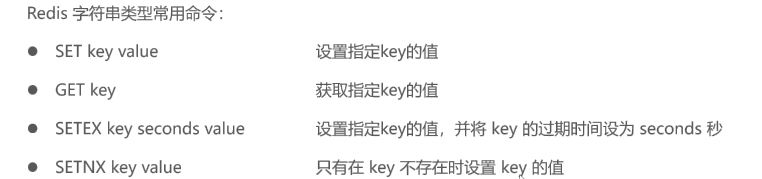 Redis 字符串类型常用命令：
● SET key value 设置指定key的值
● GET key 获取指定key的值
● SETEX key seconds value 设置指定key的值，并将 key 的过期时间设为 seconds 秒
● SETNX key value 只有在 key 不存在时设置 key 的值